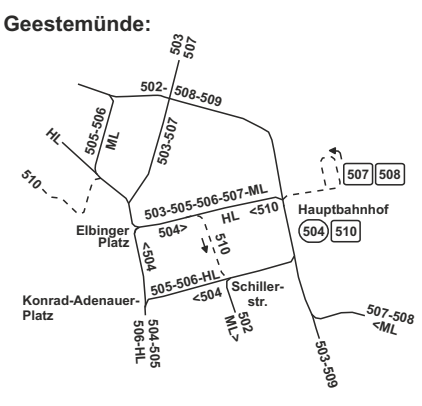 Geestemünde:
503
507
502-
508-509
505-506
ML
HL
503-507
510
507
508
503-505-506-507-ML
HL
<510
Hauptbahnhof
504
510
Elbinger
Platz
504>
510
<504
505-506-HL
<504
Schiller-
str.
Konrad-Adenauer-
Platz
504-505
506-HL
502
ML>
507-508
<ML
503-509